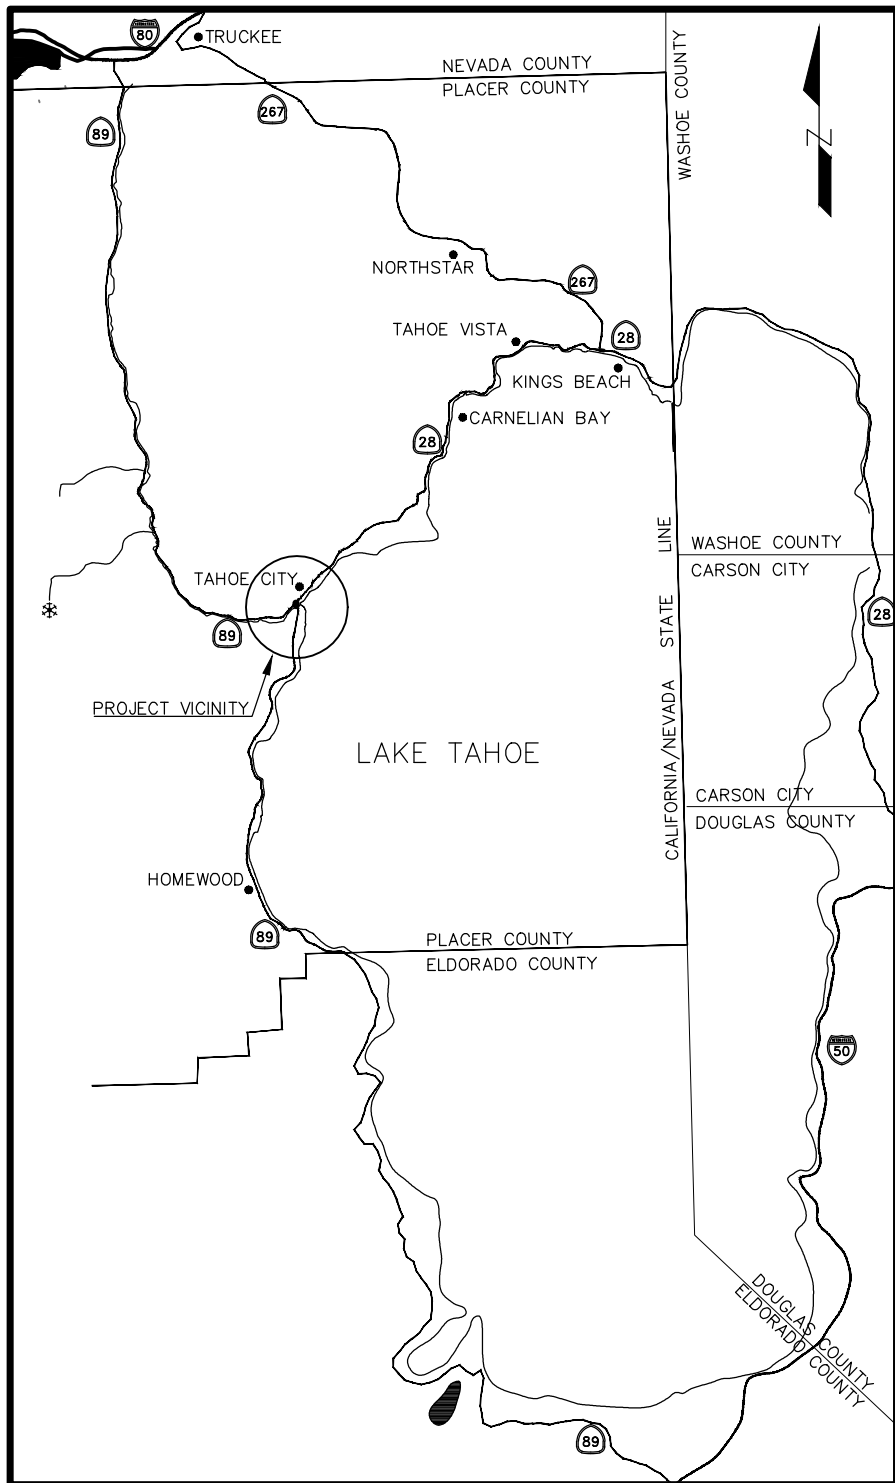 80
TRUCKEE
NEVADA COUNTY
PLACER COUNTY
WASHOE COUNTY
267
89
N
NORTHSTAR
267
TAHOE VISTA
28
KINGS BEACH
CARNELIAN BAY
28
WASHOE COUNTY
CARSON CITY
TAHOE CITY
28
89
PROJECT VICINITY
LAKE TAHOE
CALIFORNIA/NEVADA STATE LINE
CARSON CITY
DOUGLAS COUNTY
HOMEWOOD
89
PLACER COUNTY
ELDORADO COUNTY
50
DOUGLAS COUNTY
ELDORADO COUNTY
89